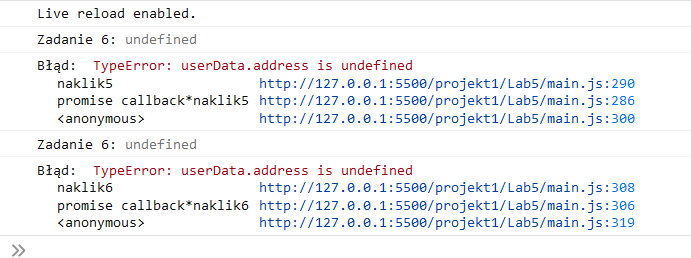 Live reload enabled.
Zadanie 6: undefined
Błąd: TypeError: userData.address is undefined
naklik5 http://127.0.0.1:5500/projekt1/Lab5/main.js:290
promise callback*naklik5 http://127.0.0.1:5500/projekt1/Lab5/main.js:286
<anonymous> http://127.0.0.1:5500/projekt1/Lab5/main.js:300
Zadanie 6: undefined
Błąd: TypeError: userData.address is undefined
naklik6 http://127.0.0.1:5500/projekt1/Lab5/main.js:308
promise callback*naklik6 http://127.0.0.1:5500/projekt1/Lab5/main.js:306
<anonymous> http://127.0.0.1:5500/projekt1/Lab5/main.js:319